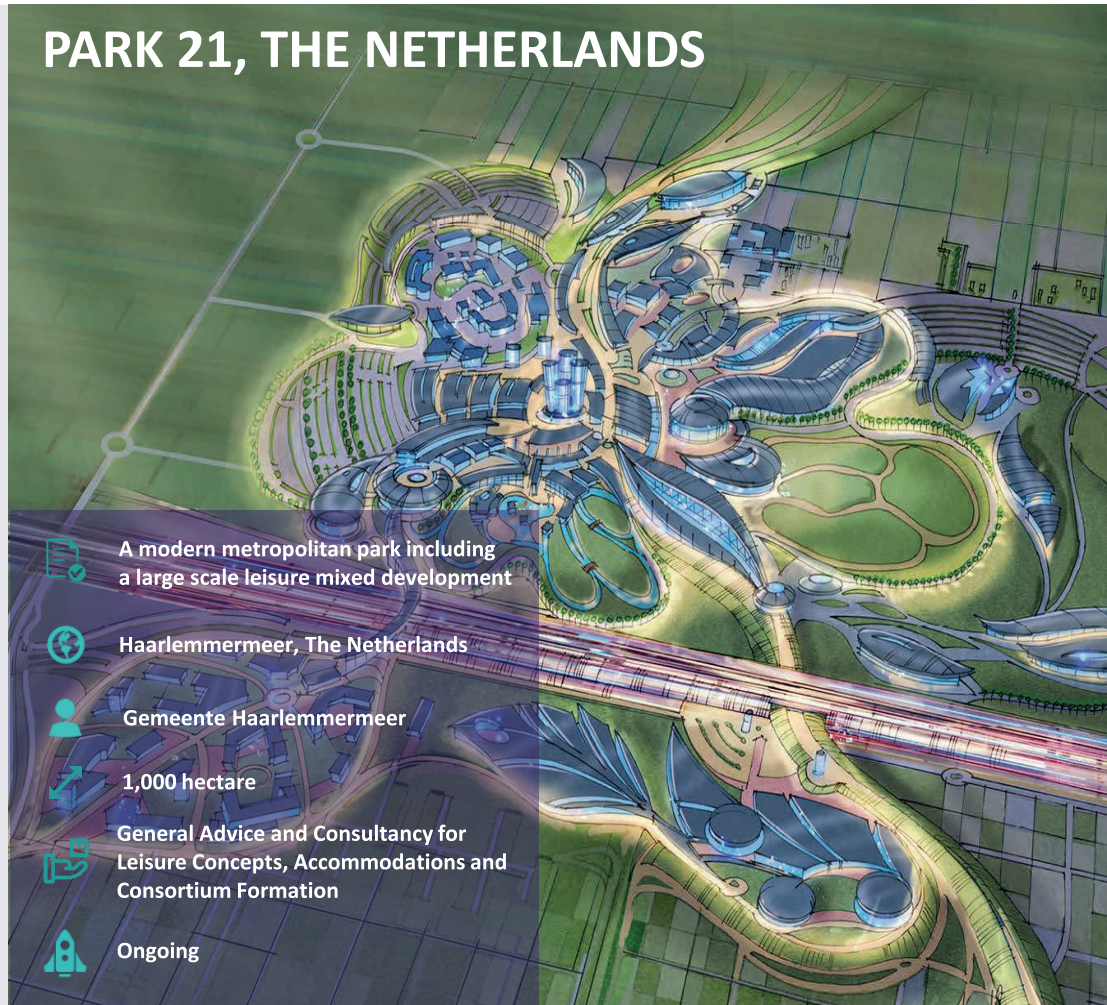 PARK 21, THE NETHERLANDS
A modern metropolitan park including
a large scale leisure mixed development
Haarlemmermeer, The Netherlands
Gemeente Haarlemmermeer
1,000 hectare
General Advice and Consultancy for
Leisure Concepts, Accommodations and
Consortium Formation
Ongoing